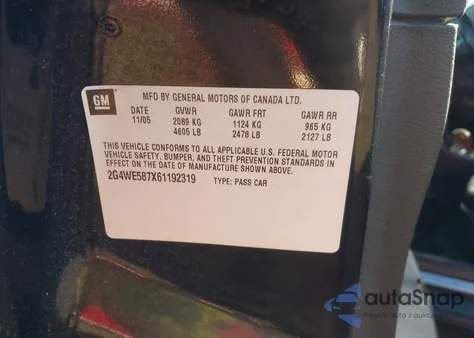 GM
MFD BY GENERAL MOTORS OF CANADA LTD.
DATE GVWR GAWR FRT GAWR RR
11/05 2089 KG 1124 KG 965 KG
4605 LB 2478 LB 2127 LB
THIS VEHICLE CONFORMS TO ALL APPLICABLE U.S. FEDERAL MOTOR
VEHICLE SAFETY, BUMPER, AND THEFT PREVENTION STANDARDS IN
EFFECT ON THE DATE OF MANUFACTURE SHOWN ABOVE.
2G4WE587X61192319 TYPE: PASS CAR
autoSnap